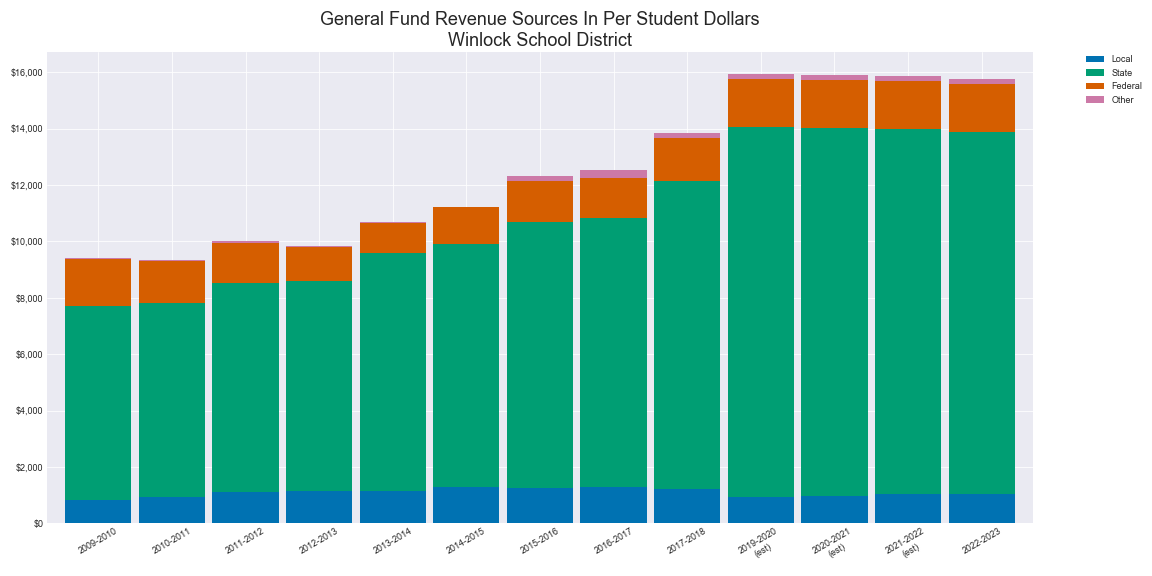 General Fund Revenue Sources In Per Student Dollars
Winlock School District
Local
State
Federal
Other
$16,000
$14,000
$12,000
$10,000
$8,000
$6,000
$4,000
$2,000
$0
2009-2010
2010-2011
2011-2012
2012-2013
2013-2014
2014-2015
2015-2016
2016-2017
2017-2018
2019-2020
(est)
2020-2021
(est)
2021-2022
(est)
2022-2023